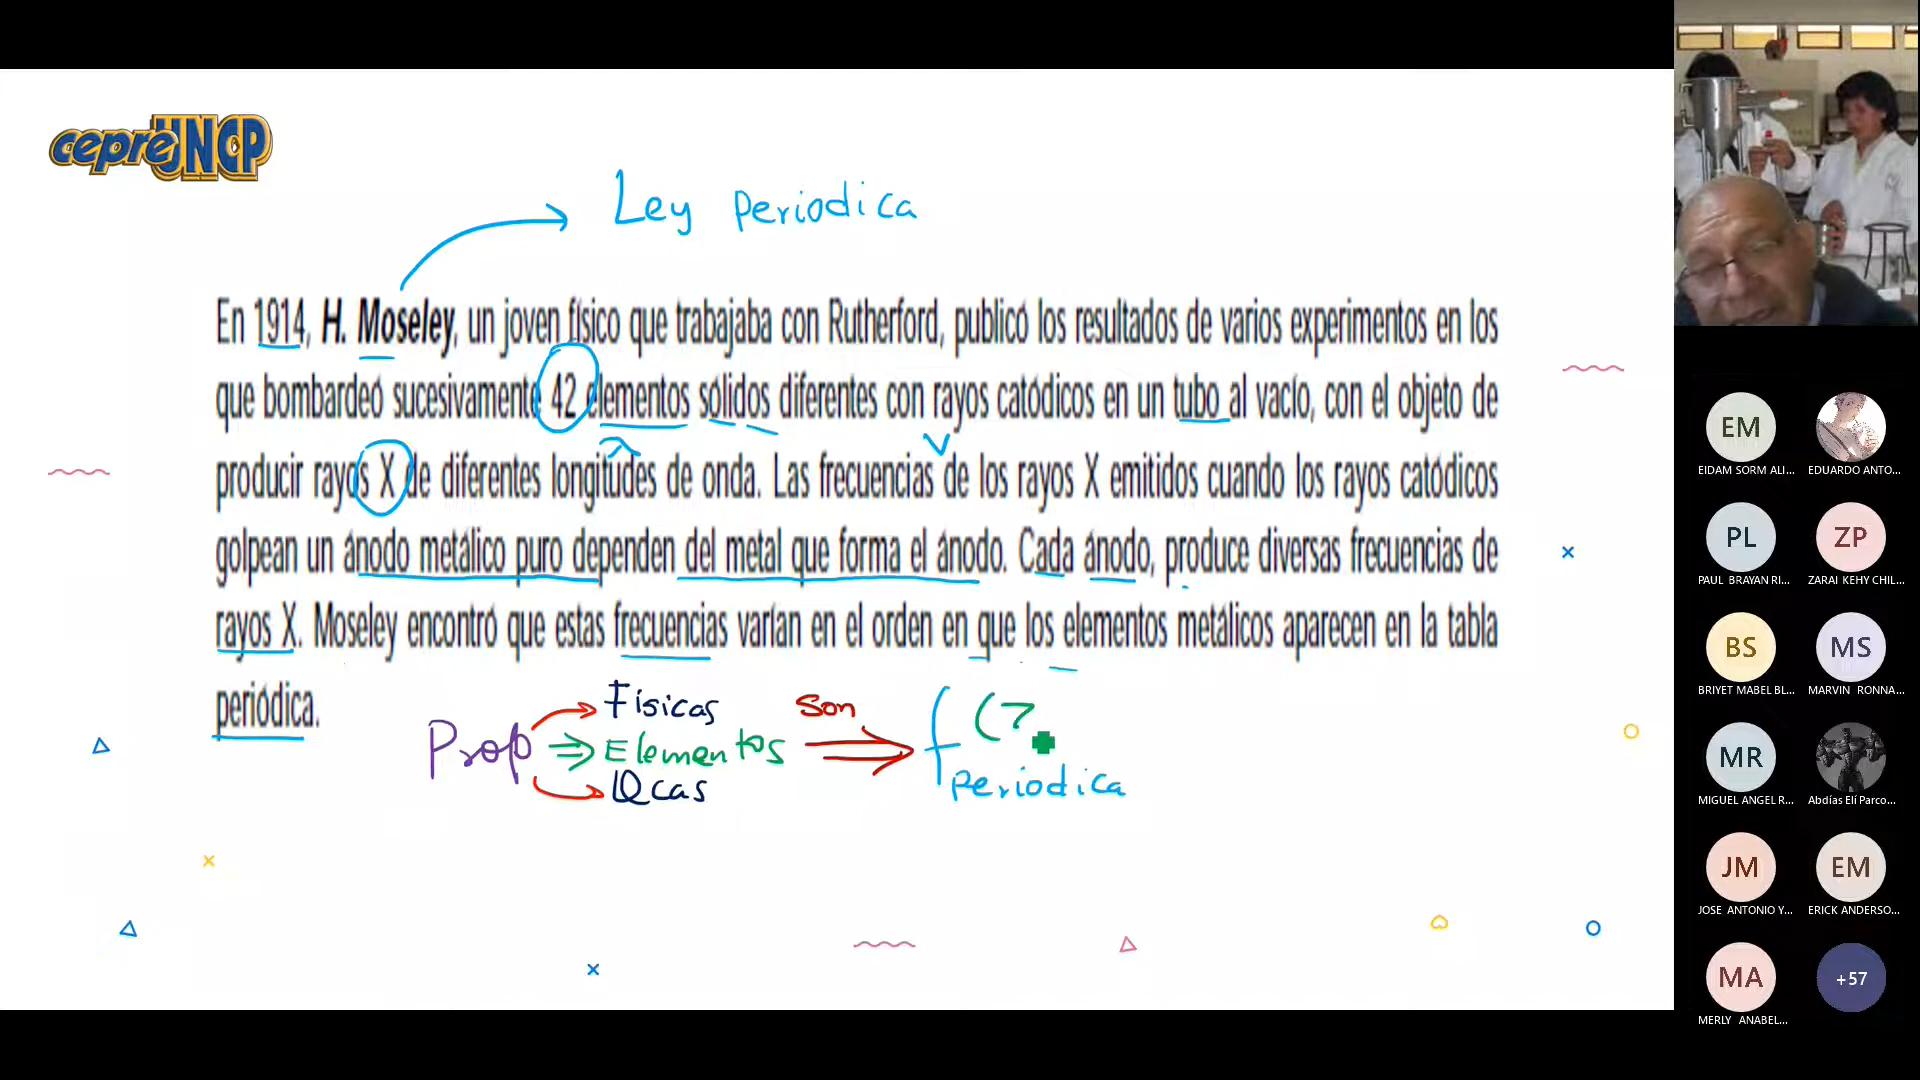 cepreUNCP
Ley periodica
En 1914, H. Moseley, un joven físico que trabajaba con Rutherford, publicó los resultados de varios experimentos en los
que bombardeó sucesivamente 42 elementos sólidos diferentes con rayos catódicos en un tubo al vacío, con el objeto de
producir rayos X de diferentes longitudes de onda. Las frecuencias de los rayos X emitidos cuando los rayos catódicos
golpean un ánodo metálico puro dependen del metal que forma el ánodo. Cada ánodo, produce diversas frecuencias de
rayos X. Moseley encontró que estas frecuencias varían en el orden en que los elementos metálicos aparecen en la tabla
periódica.
Físicas
Prop Elementos son f (Z
Qcas
periodica
EM
EIDAM SORM ALI...
EDUARDO ANTO...
PL
PAUL BRAYAN RI...
ZP
ZARAI KEHY CHIL...
BS
BRIYET MABEL BL...
MS
MARVIN RONNA...
MR
MIGUEL ANGEL R...
Abdías Elí Parco...
JM
JOSE ANTONIO Y...
EM
ERICK ANDERSO...
MA
MERLY ANABEL...
+57